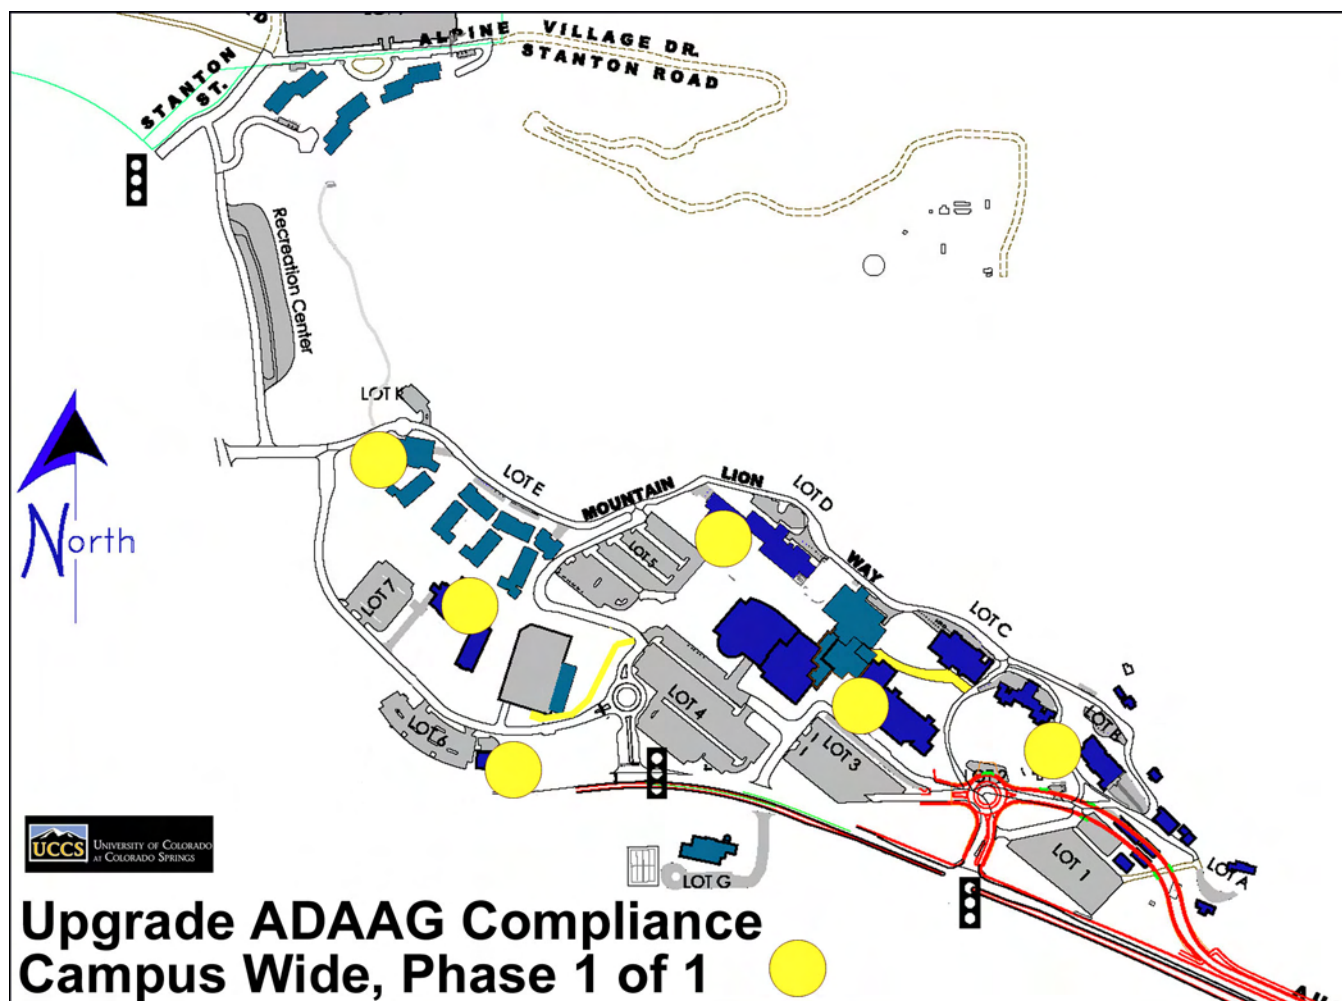 ALPINE VILLAGE DR.
STANTON ROAD
STANTON
ST.
Recreation Center
LOT K
LOT E
MOUNTAIN LION WAY
LOT D
LOT 5
LOT C
LOT 7
North
LOT 4
LOT B
LOT 6
LOT 3
LOT 1
LOT A
LOT G
UCCS UNIVERSITY OF COLORADO
AT COLORADO SPRINGS
Upgrade ADAAG Compliance
Campus Wide, Phase 1 of 1